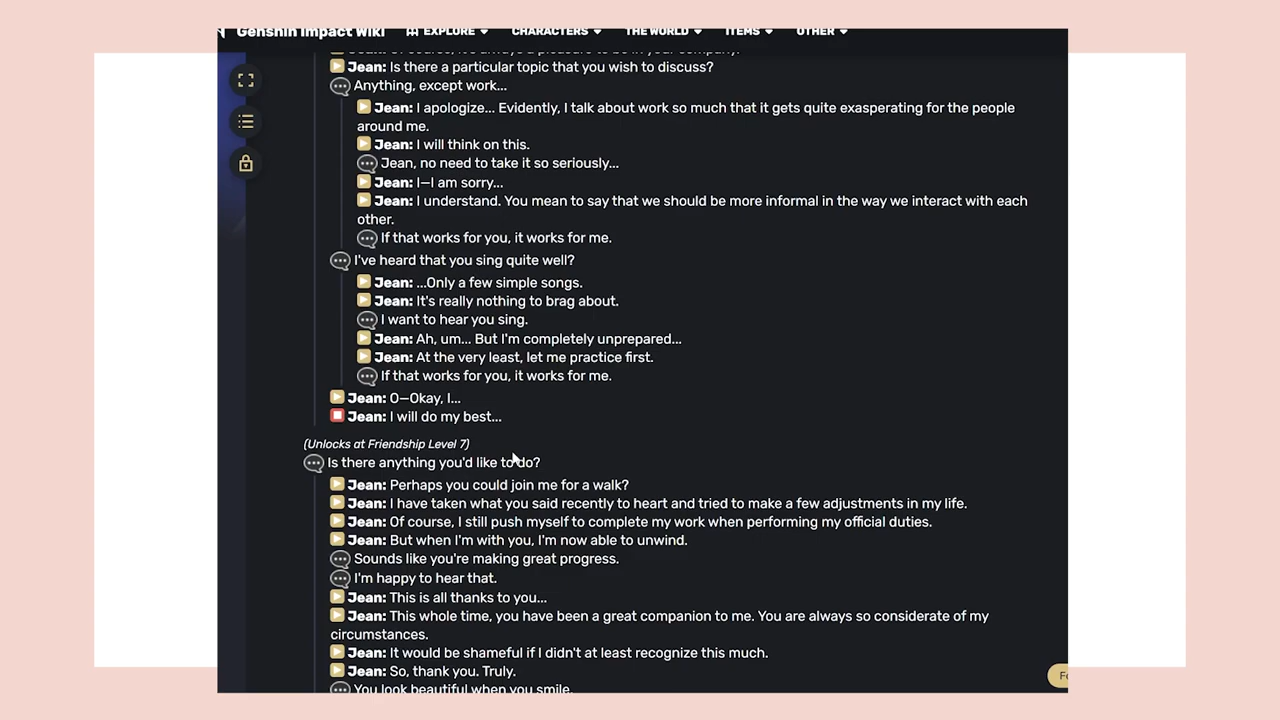 Genshin Impact Wiki EXPLORE CHARACTERS THE WORLD ITEMS OTHER
Jean: Of course, it's always a pleasure to be in your company.
Jean: Is there a particular topic that you wish to discuss?
Anything, except work...
Jean: I apologize... Evidently, I talk about work so much that it gets quite exasperating for the people
around me.
Jean: I will think on this.
Jean, no need to take it so seriously...
Jean: I—I am sorry...
Jean: I understand. You mean to say that we should be more informal in the way we interact with each
other.
If that works for you, it works for me.
I've heard that you sing quite well?
Jean: ...Only a few simple songs.
Jean: It's really nothing to brag about.
I want to hear you sing.
Jean: Ah, um... But I'm completely unprepared...
Jean: At the very least, let me practice first.
If that works for you, it works for me.
Jean: O—Okay, I...
Jean: I will do my best...
(Unlocks at Friendship Level 7)
Is there anything you'd like to do?
Jean: Perhaps you could join me for a walk?
Jean: I have taken what you said recently to heart and tried to make a few adjustments in my life.
Jean: Of course, I still push myself to complete my work when performing my official duties.
Jean: But when I'm with you, I'm now able to unwind.
Sounds like you're making great progress.
I'm happy to hear that.
Jean: This is all thanks to you...
Jean: This whole time, you have been a great companion to me. You are always so considerate of my
circumstances.
Jean: It would be shameful if I didn't at least recognize this much.
Jean: So, thank you. Truly.
You look beautiful when you smile.